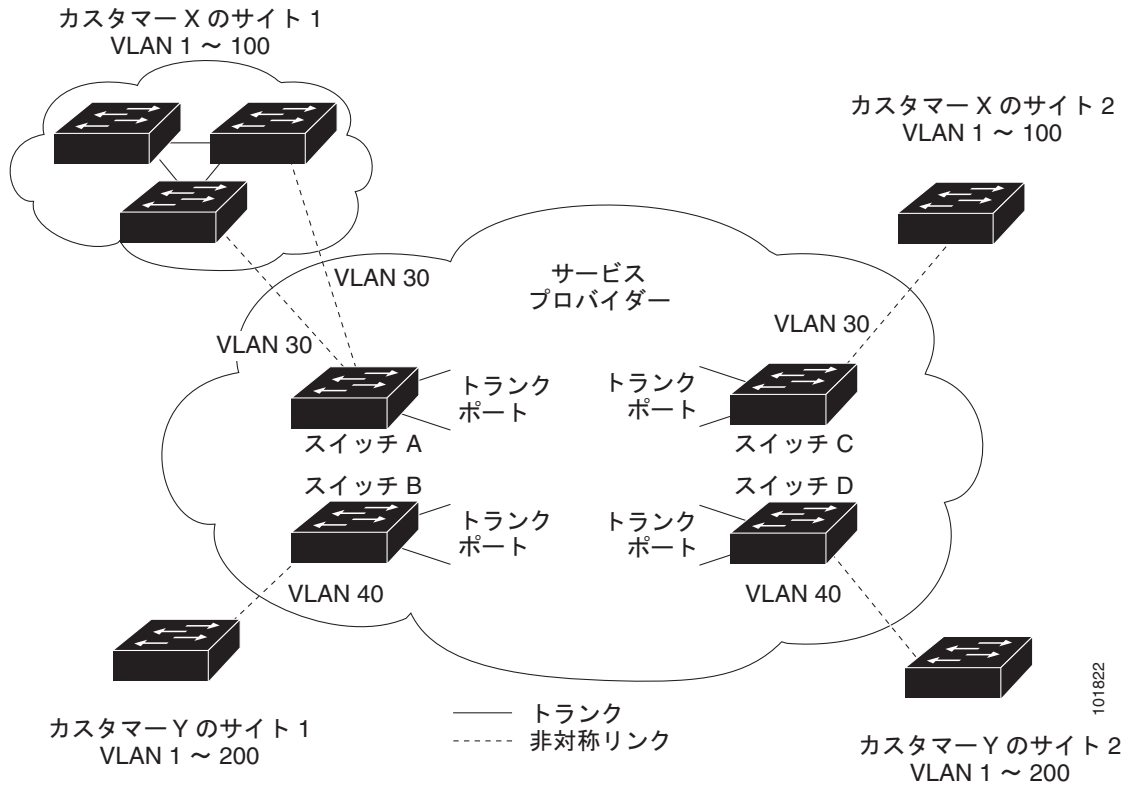 カスタマー X のサイト 1
VLAN 1 ～ 100
カスタマー X のサイト 2
VLAN 1 ～ 100
VLAN 30
サービス
プロバイダー
VLAN 30
VLAN 30
トランク
ポート
トランク
ポート
スイッチ A
スイッチ C
スイッチ B
スイッチ D
トランク
ポート
トランク
ポート
VLAN 40
VLAN 40
カスタマー Y のサイト 1
VLAN 1 ～ 200
トランク
非対称リンク
カスタマー Y のサイト 2
VLAN 1 ～ 200
101822